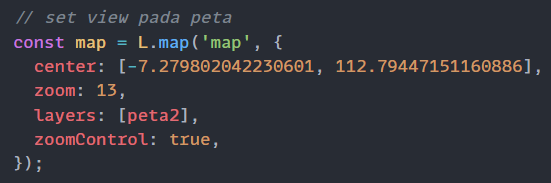 // set view pada peta
const map = L.map('map', {
  center: [-7.279802042230601, 112.79447151160886],
  zoom: 13,
  layers: [peta2],
  zoomControl: true,
});